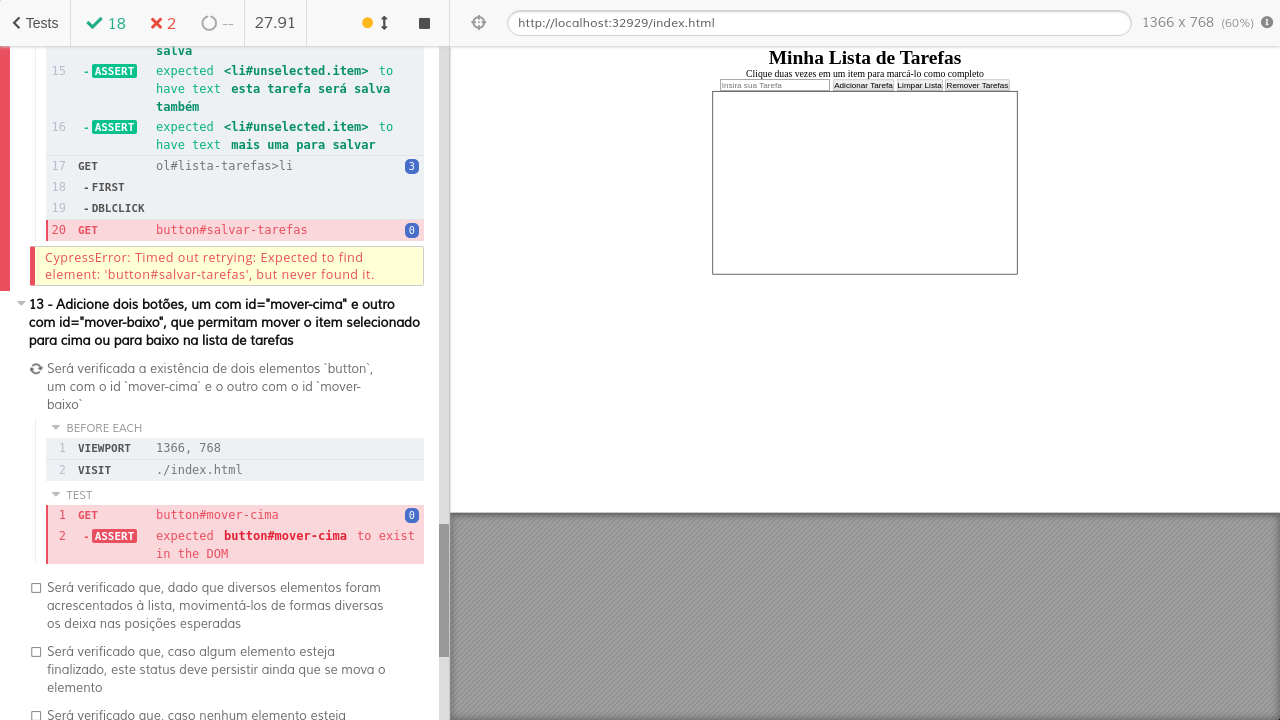 Tests 18 2 -- 27.91
http://localhost:32929/index.html 1366 x 768 (60%)
salva
15 -ASSERT expected <li#unselected.item> to
have text esta tarefa será salva
também
16 -ASSERT expected <li#unselected.item> to
have text mais uma para salvar
17 GET ol#lista-tarefas>li 3
18 -FIRST
19 -DBLCLICK
20 GET button#salvar-tarefas 0
CypressError: Timed out retrying: Expected to find
element: 'button#salvar-tarefas', but never found it.
13 - Adicione dois botões, um com id="mover-cima" e outro
com id="mover-baixo", que permitam mover o item selecionado
para cima ou para baixo na lista de tarefas
Será verificada a existência de dois elementos `button`,
um com o id `mover-cima` e o outro com o id `mover-
baixo`
BEFORE EACH
1 VIEWPORT 1366, 768
2 VISIT ./index.html
TEST
1 GET button#mover-cima 0
2 -ASSERT expected button#mover-cima to exist
in the DOM
Será verificado que, dado que diversos elementos foram
acrescentados à lista, movimentá-los de formas diversas
os deixa nas posições esperadas
Será verificado que, caso algum elemento esteja
finalizado, este status deve persistir ainda que se mova o
elemento
Será verificado que, caso nenhum elemento esteja
Minha Lista de Tarefas
Clique duas vezes em um item para marcá-lo como completo
Insira sua Tarefa Adicionar Tarefa Limpar Lista Remover Tarefas